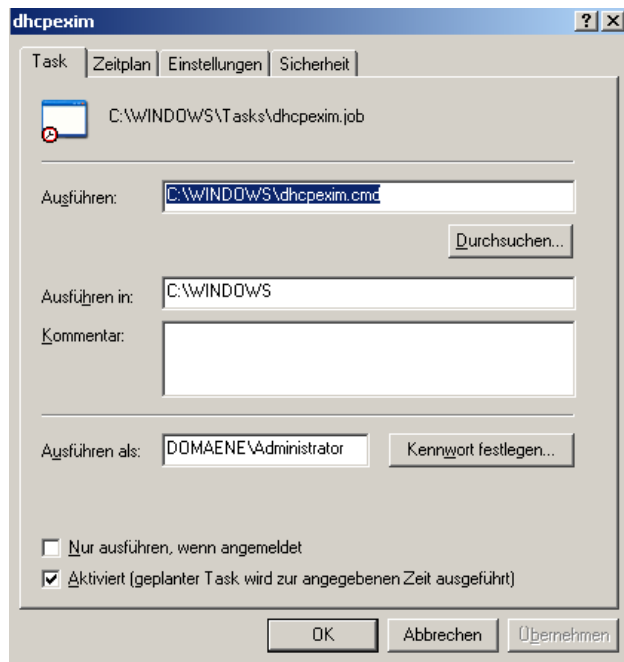 dhcpexim
Task Zeitplan Einstellungen Sicherheit
C:\WINDOWS\Tasks\dhcpexim.job
Ausführen: C:\WINDOWS\dhcpexim.cmd
Durchsuchen...
Ausführen in: C:\WINDOWS
Kommentar:
Ausführen als: DOMAENE\Administrator Kennwort festlegen...
Nur ausführen, wenn angemeldet
Aktiviert (geplanter Task wird zur angegebenen Zeit ausgeführt)
OK Abbrechen Übernehmen